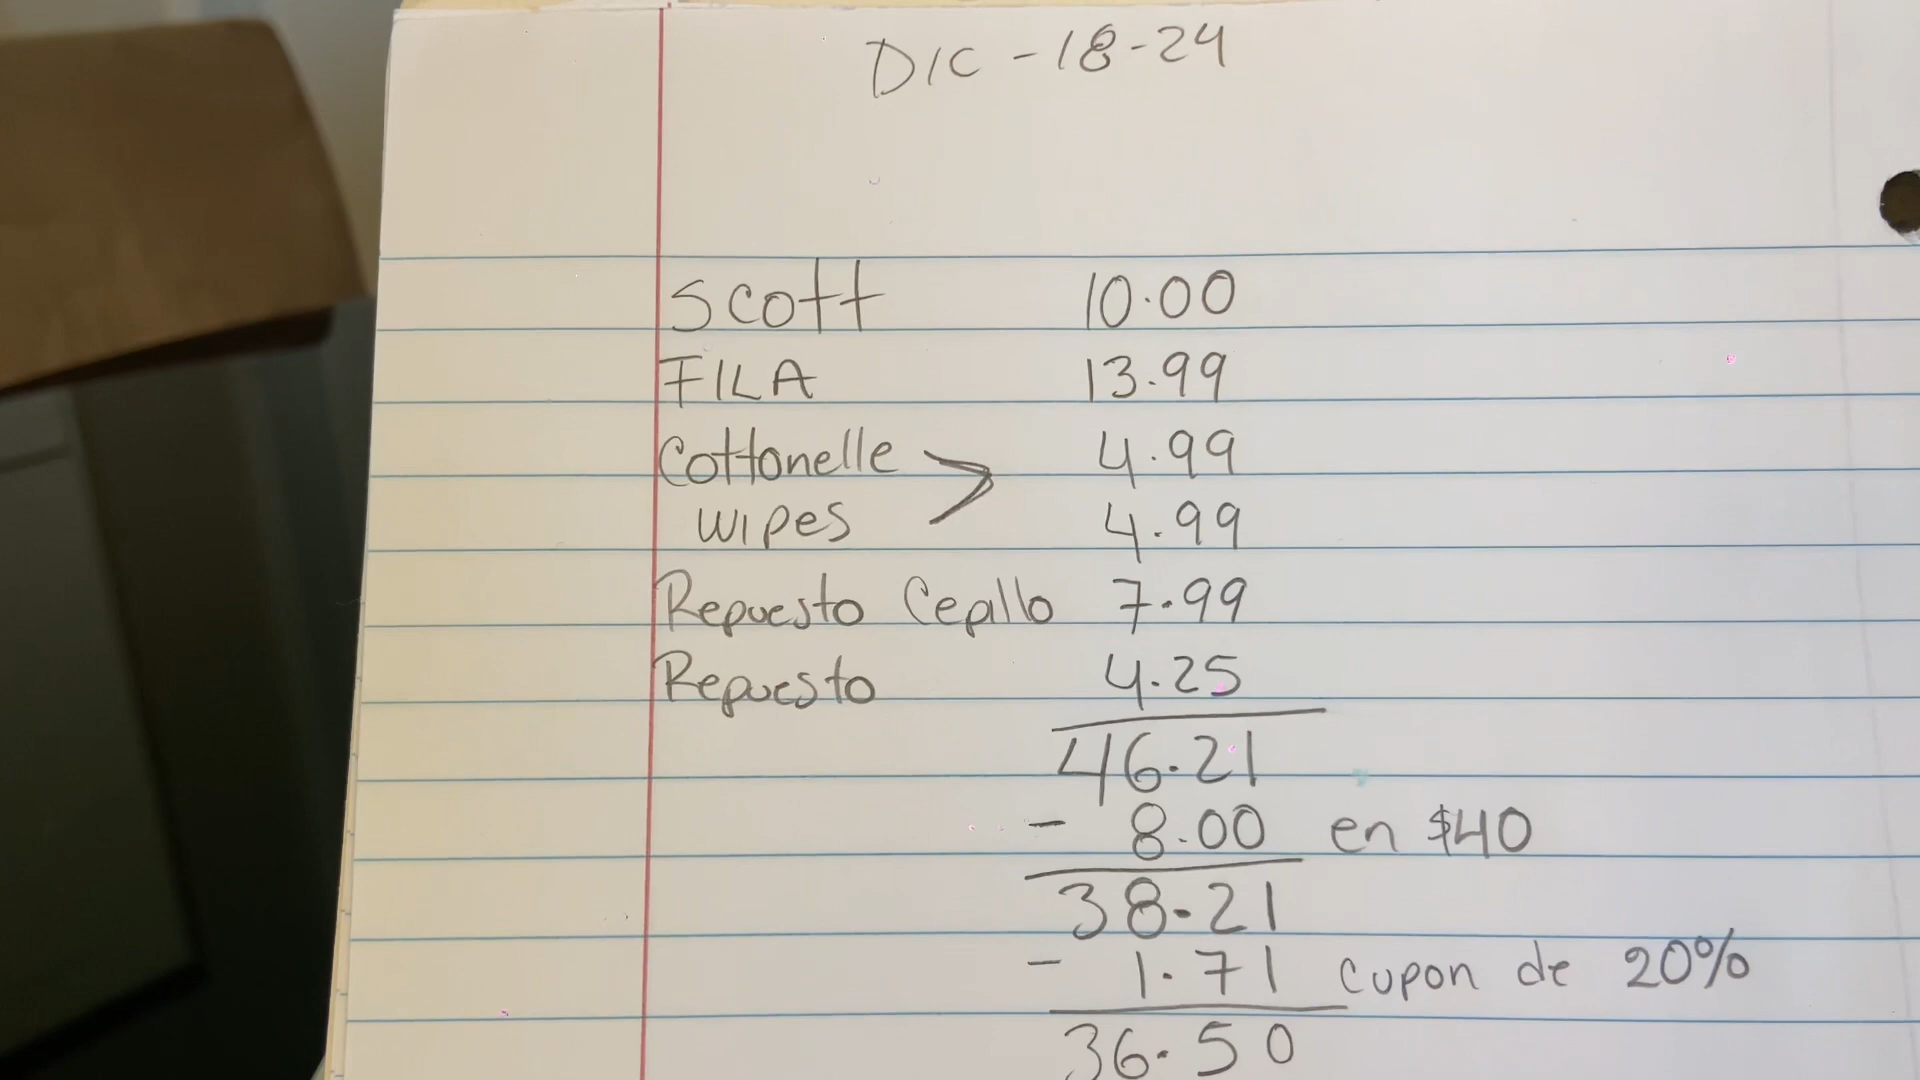 DIC - 18 - 24
Scott 10.00
FILA 13.99
Cottonelle 4.99
wipes 4.99
Repuesto Cepillo 7.99
Repuesto 4.25
46.21
- 8.00 en $40
38.21
- 1.71 cupon de 20%
36.50